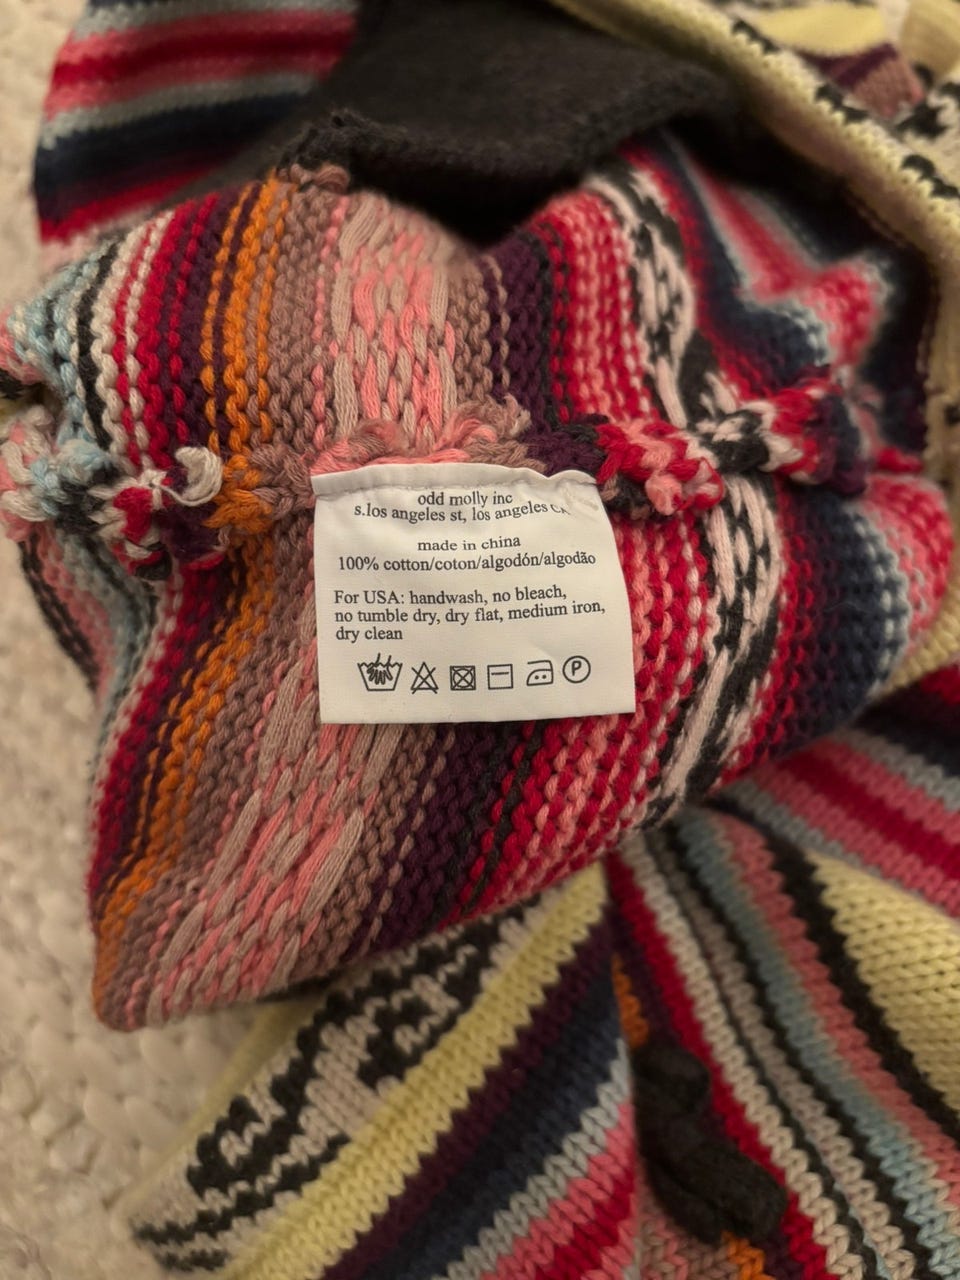 odd molly inc
s.los angeles st, los angeles CA
made in china
100% cotton/coton/algodón/algodão
For USA: handwash, no bleach,
no tumble dry, dry flat, medium iron,
dry clean
P